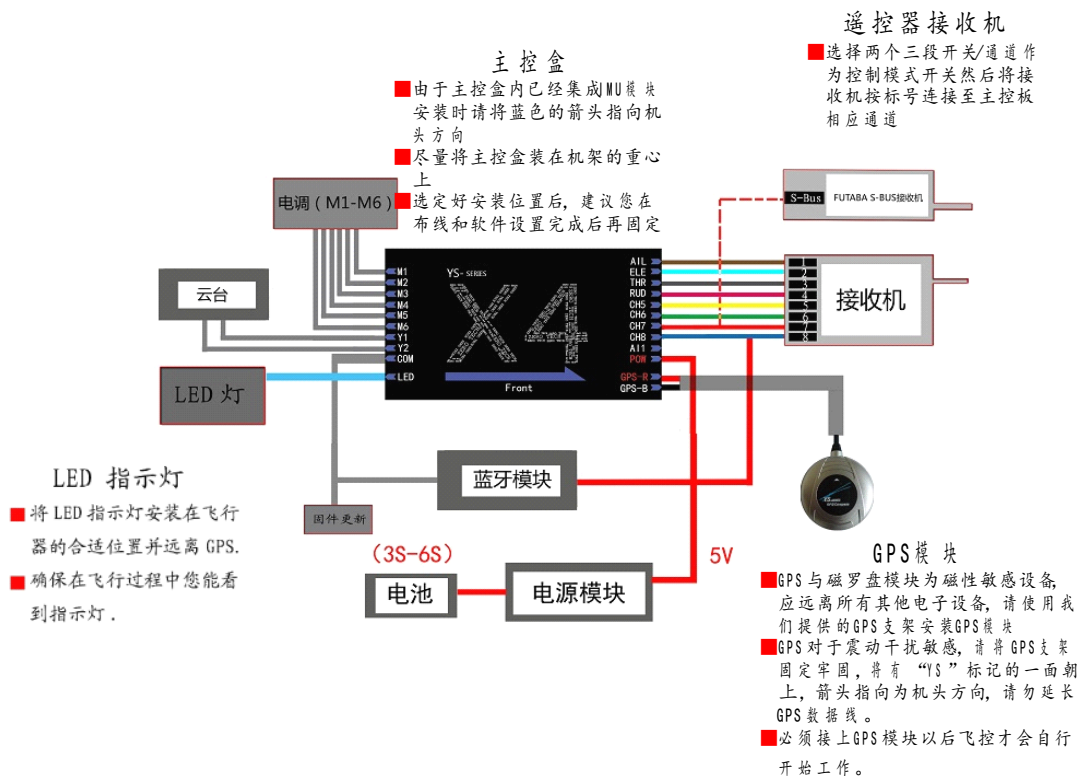 遥控器接收机
■选择两个三段开关/通道作
为控制模式开关然后将接
收机按标号连接至主控板
相应通道
主控盒
■由于主控盒内已经集成IMU模块
安装时请将蓝色的箭头指向机
头方向
■尽量将主控盒装在机架的重心
上
■选定好安装位置后, 建议您在
布线和软件设置完成后再固定
电调（M1-M6）
S-Bus
FUTABA S-BUS接收机
云台
LED 灯
M1
M2
M3
M4
M5
M6
Y1
Y2
COM
LED
YS- SERIES
X4
Front
AIL
ELE
THR
RUD
CH5
CH6
CH7
CH8
AI1
POW
GPS-R
GPS-B
1
2
3
4
5
6
7
8
接收机
LED 指示灯
■ 将 LED 指示灯安装在飞行
器的合适位置并远离 GPS.
■ 确保在飞行过程中您能看
到指示灯 .
蓝牙模块
固件更新
（3S-6S）
电池
电源模块
5V
YS
GPS模 块
■GPS 与磁罗盘模块为磁性敏感设备,
应远离所有其他电子设备, 请使用我
们提供的GPS支架安装GPS模块
■GPS 对于震动干扰敏感, 请将 GPS支架
固定牢固, 将有 “YS ” 标记的一面朝
上, 箭头指向为机头方向, 请勿延长
GPS 数据线。
■必须接上GPS 模块以后飞控才会自行
开始工作。